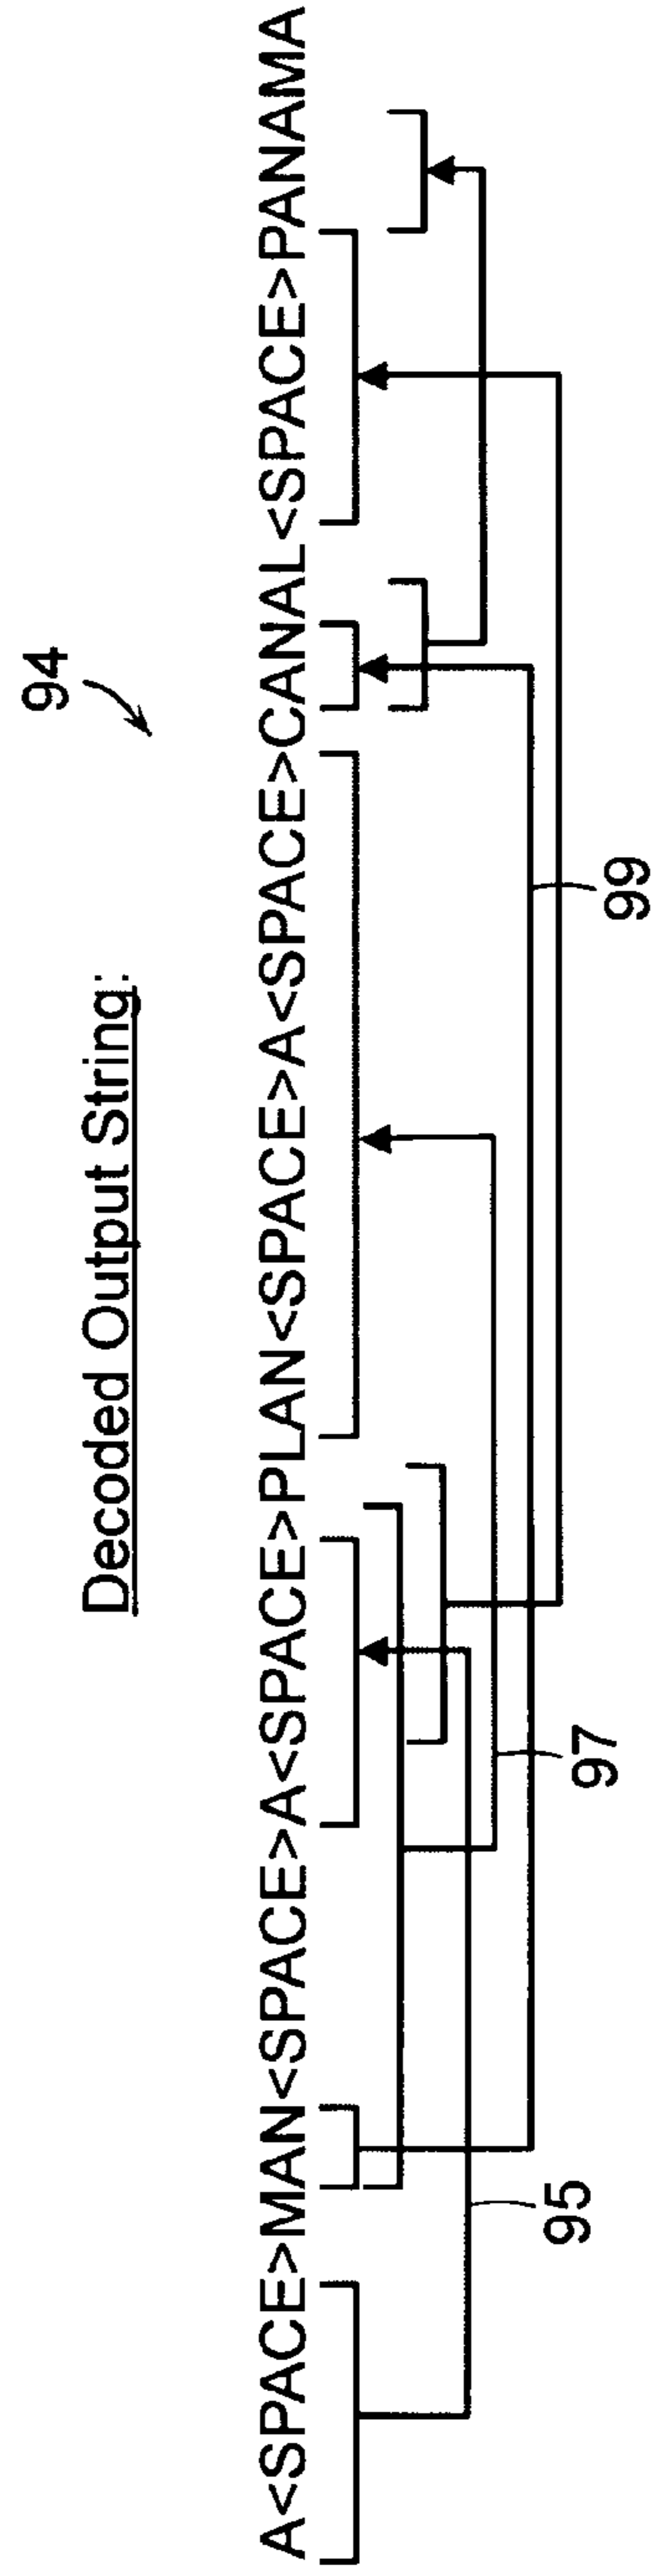 94
Decoded Output String:
A<SPACE>MAN<SPACE>A<SPACE>PLAN<SPACE>A<SPACE>CANAL<SPACE>PANAMA
95
97
99